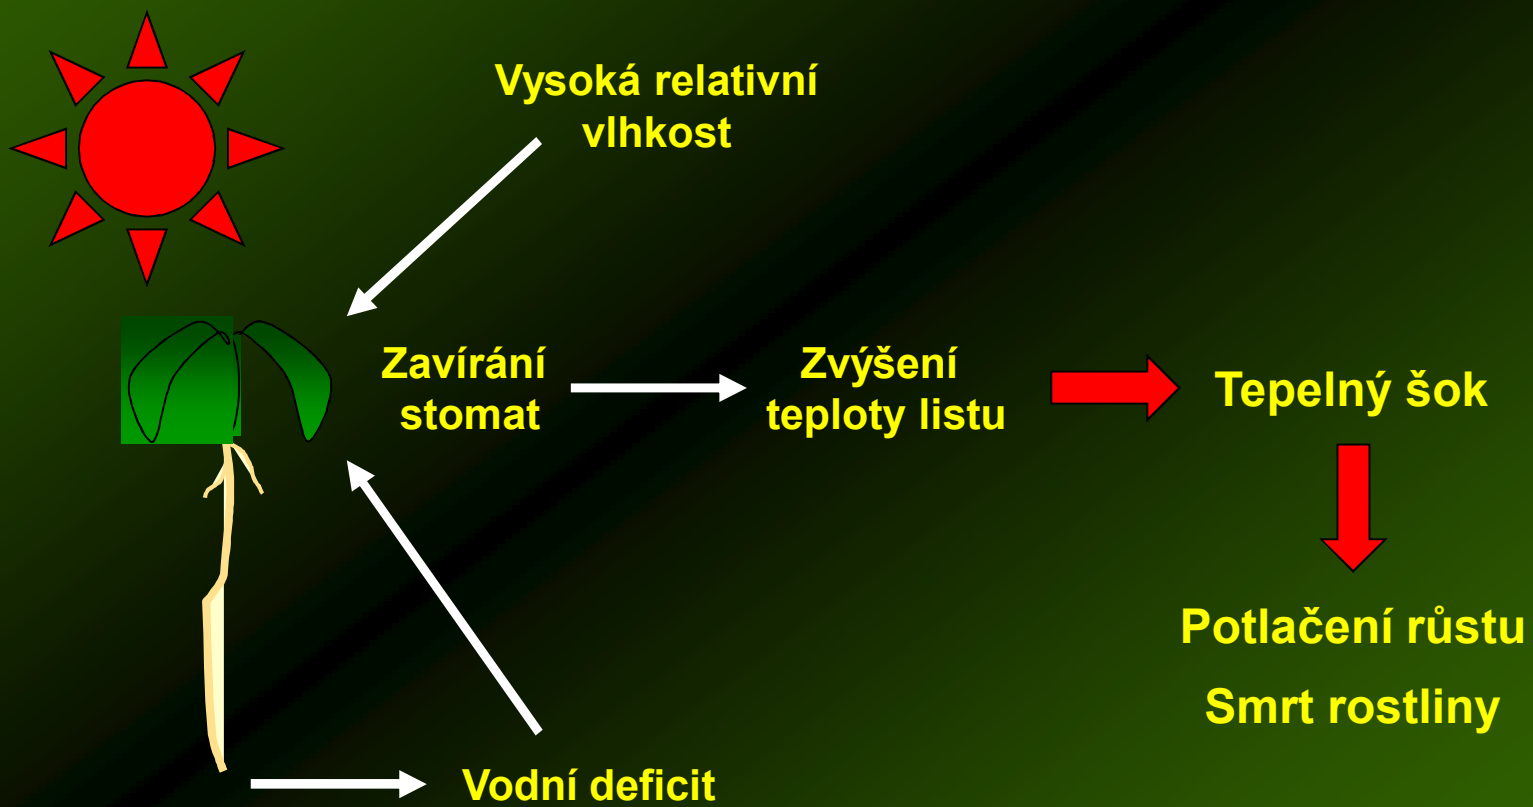 Vysoká relativní
vlhkost
Zavírání
stomat
Zvýšení
teploty listu
Tepelný šok
Potlačení růstu
Smrt rostliny
Vodní deficit